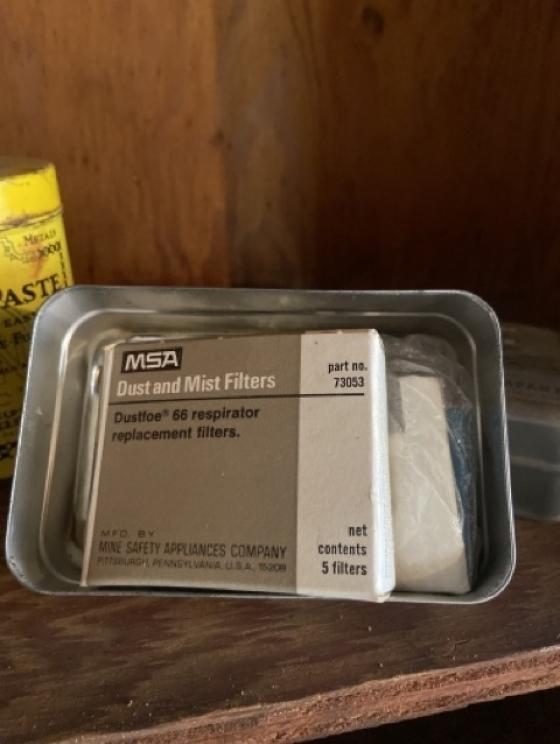 METALS
PASTE
MSA
Dust and Mist Filters
part no.
73053
Dustfoe® 66 respirator
replacement filters.
MFD. BY
MINE SAFETY APPLIANCES COMPANY
PITTSBURGH, PENNSYLVANIA, U.S.A. 15208
net
contents
5 filters